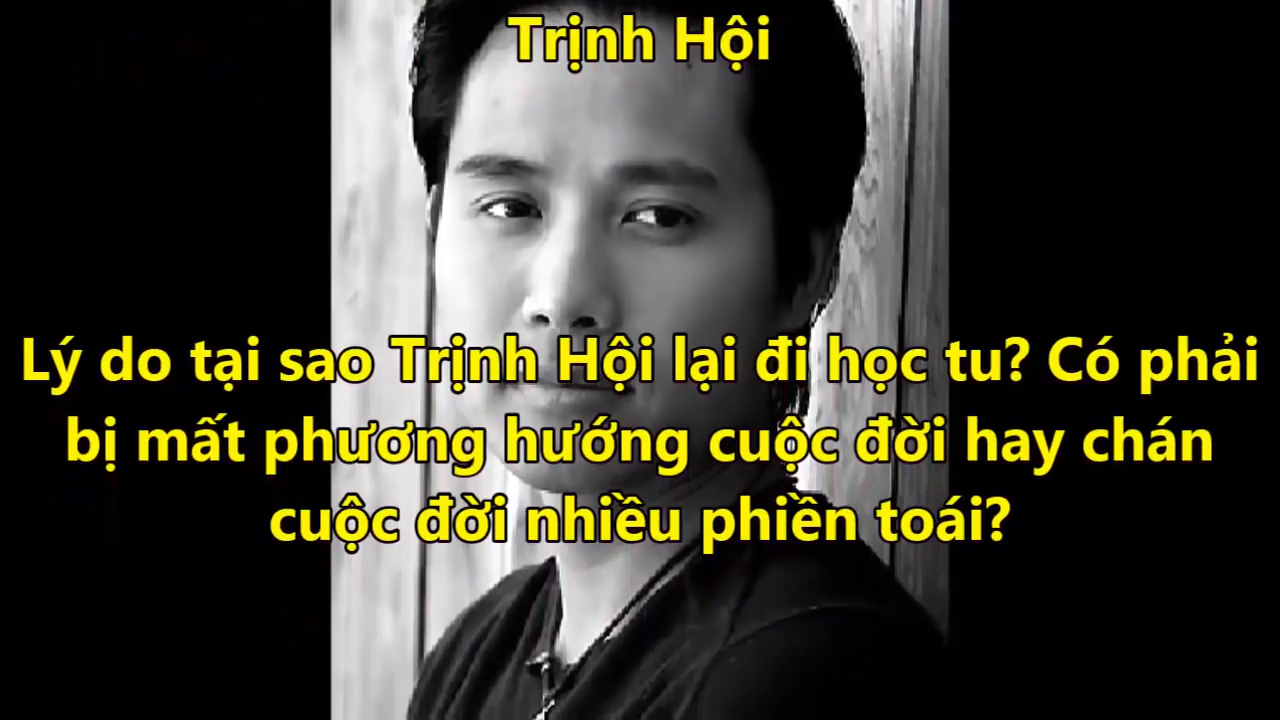 Trịnh Hội
Lý do tại sao Trịnh Hội lại đi học tu? Có phải
bị mất phương hướng cuộc đời hay chán
cuộc đời nhiều phiền toái?